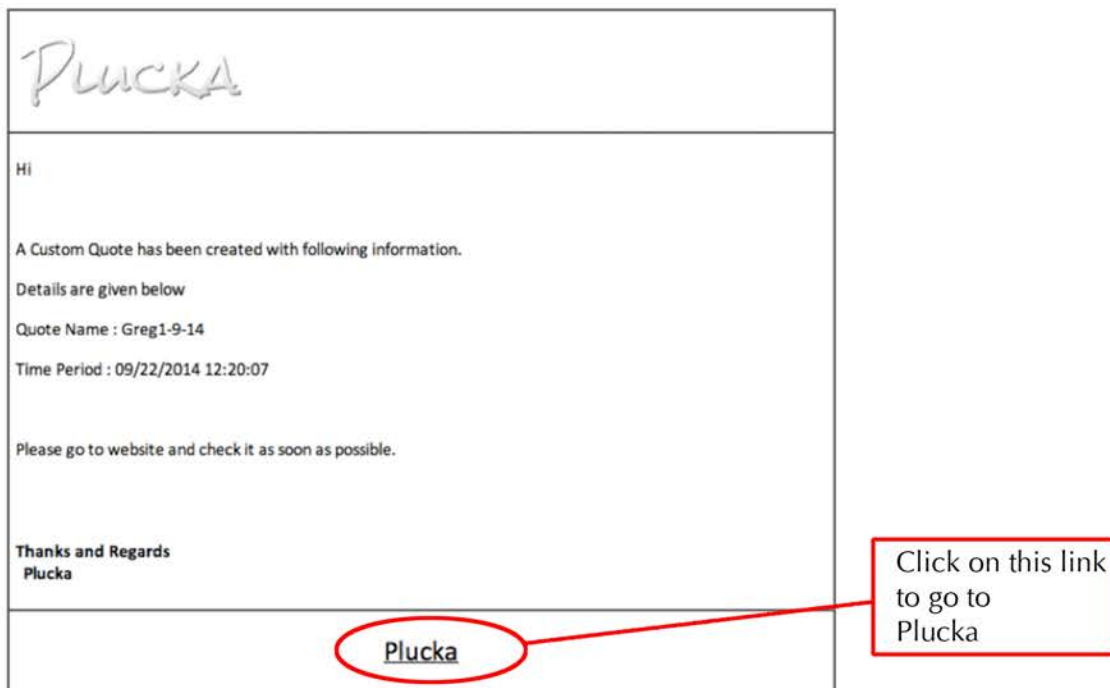 Plucka
Hi
A Custom Quote has been created with following information.
Details are given below
Quote Name : Greg1-9-14
Time Period : 09/22/2014 12:20:07
Please go to website and check it as soon as possible.
Thanks and Regards
Plucka
Plucka
Click on this link
to go to
Plucka